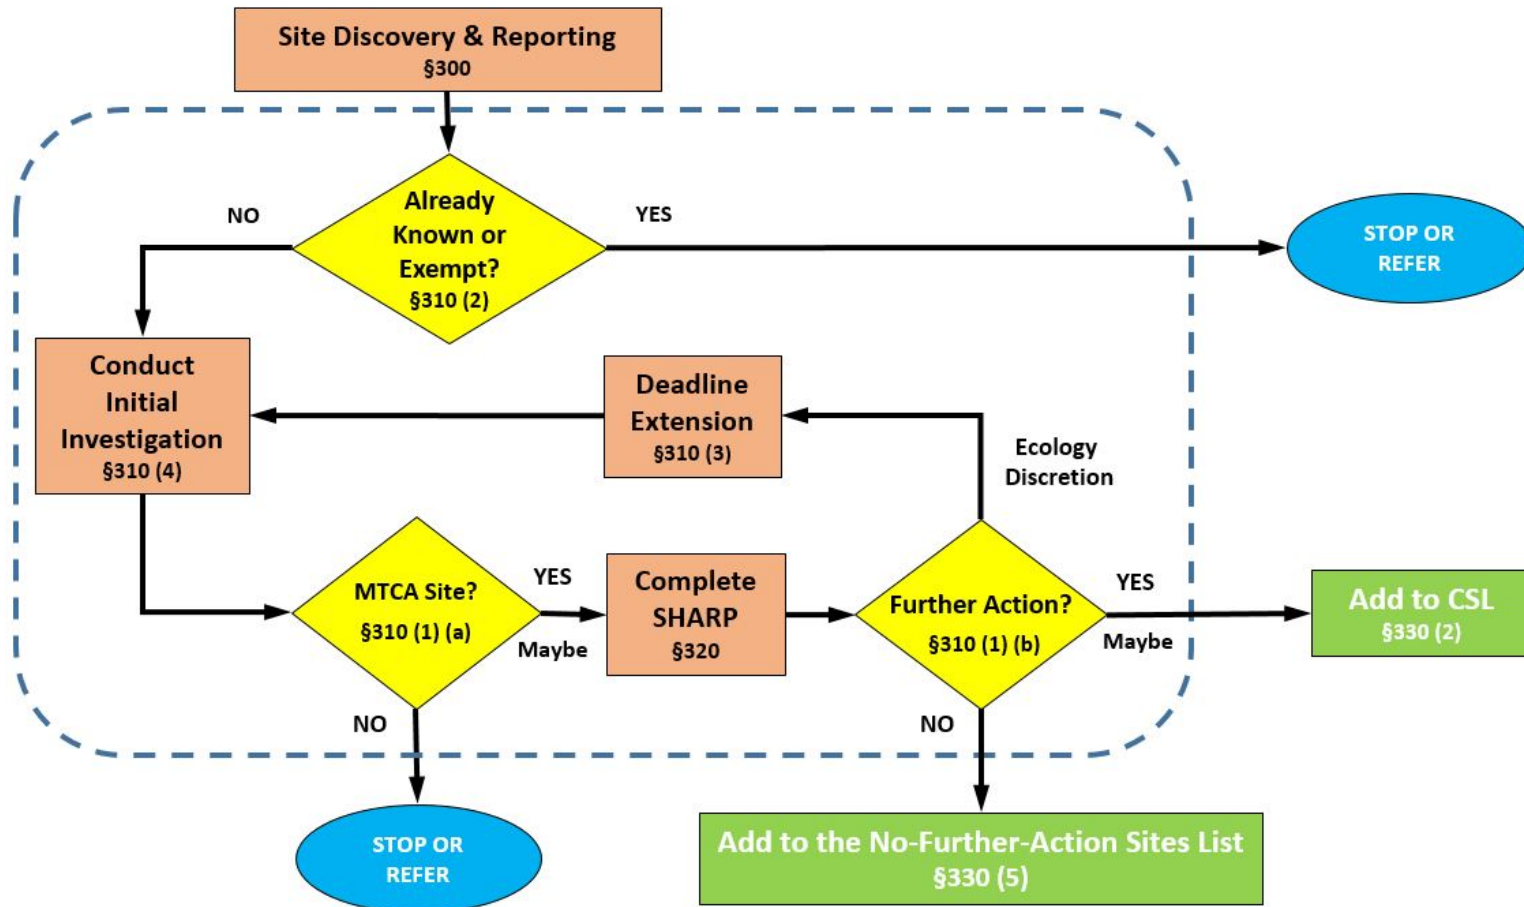 Site Discovery & Reporting
§300
Already
Known or
Exempt?
§310 (2)
NO
YES
STOP OR
REFER
Conduct
Initial
Investigation
§310 (4)
Deadline
Extension
§310 (3)
Ecology
Discretion
MTCA Site?
§310 (1) (a)
YES
Maybe
Complete
SHARP
§320
Further Action?
§310 (1) (b)
YES
Maybe
Add to CSL
§330 (2)
NO
NO
STOP OR
REFER
Add to the No-Further-Action Sites List
§330 (5)